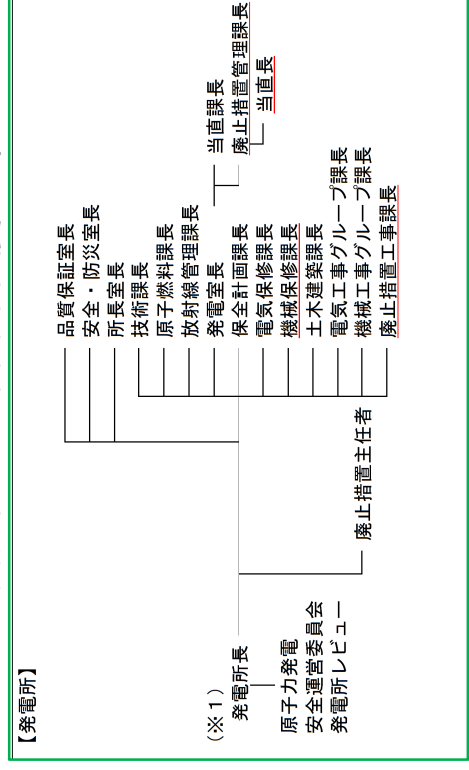 【発電所】
（※１）
発電所長
原子力発電
安全運営委員会
発電所レビュー
廃止措置主任者
品質保証室長
安全・防災室長
所長室長
技術課長
原子燃料課長
放射線管理課長
発電室長
当直課長
廃止措置管理課長
当直長
保全計画課長
電気保修課長
機械保修課長
土木建築課長
電気工事グループ課長
機械工事グループ課長
廃止措置工事課長